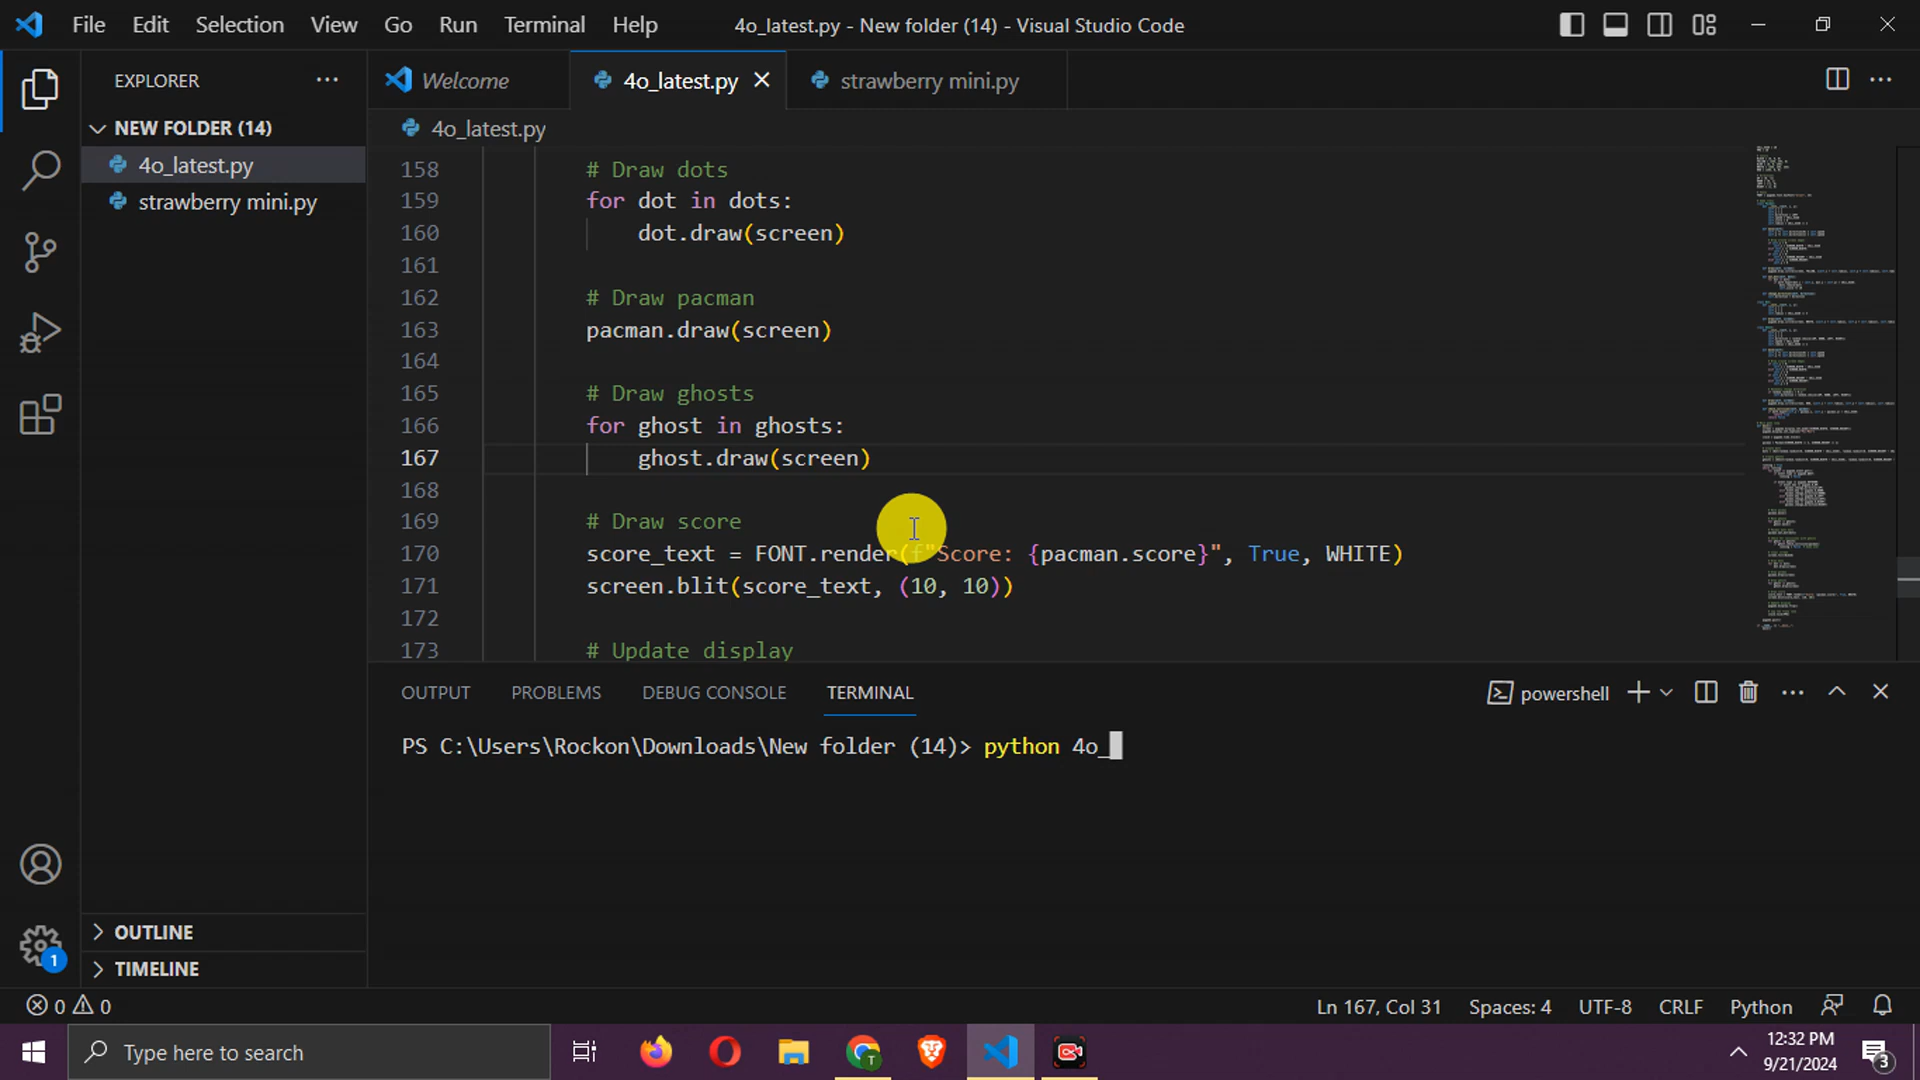 File Edit Selection View Go Run Terminal Help 4o_latest.py - New folder (14) - Visual Studio Code
EXPLORER
Welcome 4o_latest.py strawberry mini.py
NEW FOLDER (14)
4o_latest.py
strawberry mini.py
4o_latest.py
158 # Draw dots
159 for dot in dots:
160 dot.draw(screen)
161
162 # Draw pacman
163 pacman.draw(screen)
164
165 # Draw ghosts
166 for ghost in ghosts:
167 ghost.draw(screen)
168
169 # Draw score
170 score_text = FONT.render(f"Score: {pacman.score}", True, WHITE)
171 screen.blit(score_text, (10, 10))
172
173 # Update display
OUTPUT PROBLEMS DEBUG CONSOLE TERMINAL powershell
PS C:\Users\Rockon\Downloads\New folder (14)> python 4o_
OUTLINE
TIMELINE
1
0 0 Ln 167, Col 31 Spaces: 4 UTF-8 CRLF Python
Type here to search
T
12:32 PM
9/21/2024
3